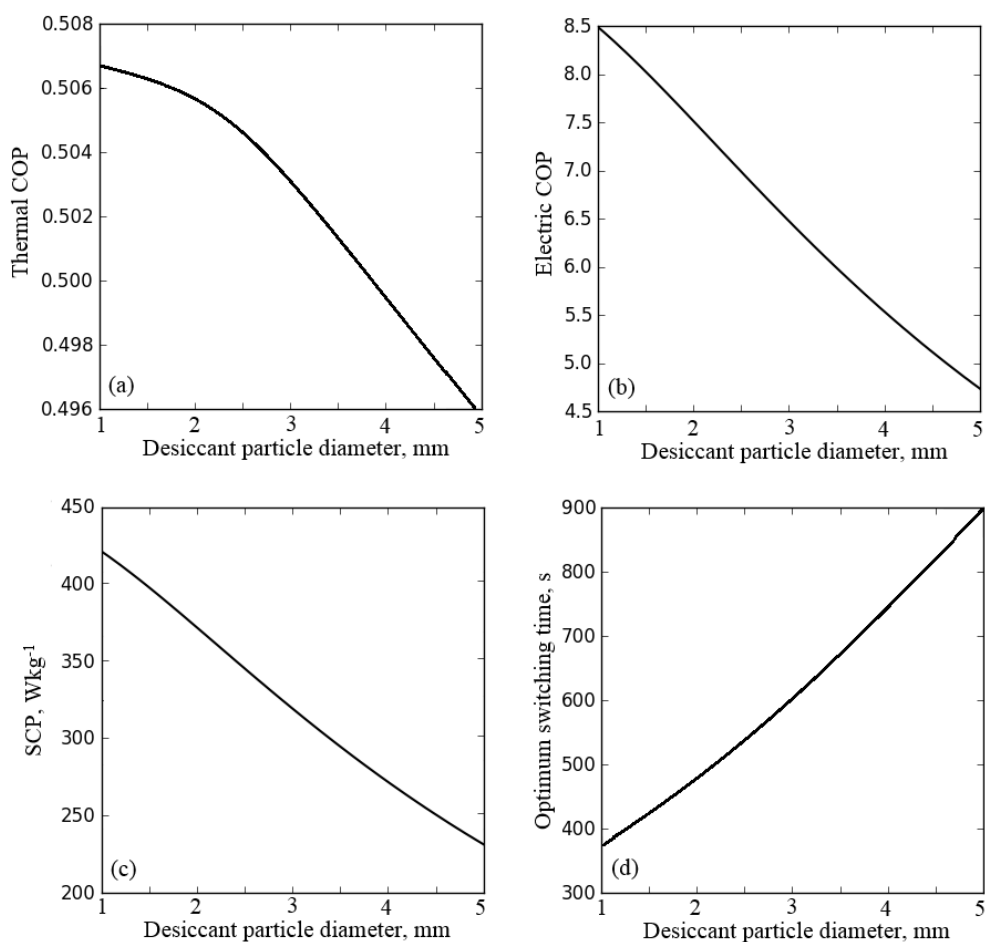 0.508
0.506
0.504
0.502
0.500
0.498
0.496
Thermal COP
(a)
1 2 3 4 5
Desiccant particle diameter, mm
8.5
8.0
7.5
7.0
6.5
6.0
5.5
5.0
4.5
Electric COP
(b)
1 2 3 4 5
Desiccant particle diameter, mm
450
400
350
300
250
200
SCP, Wkg-1
(c)
1 2 3 4 5
Desiccant particle diameter, mm
900
800
700
600
500
400
300
Optimum switching time, s
(d)
1 2 3 4 5
Desiccant particle diameter, mm